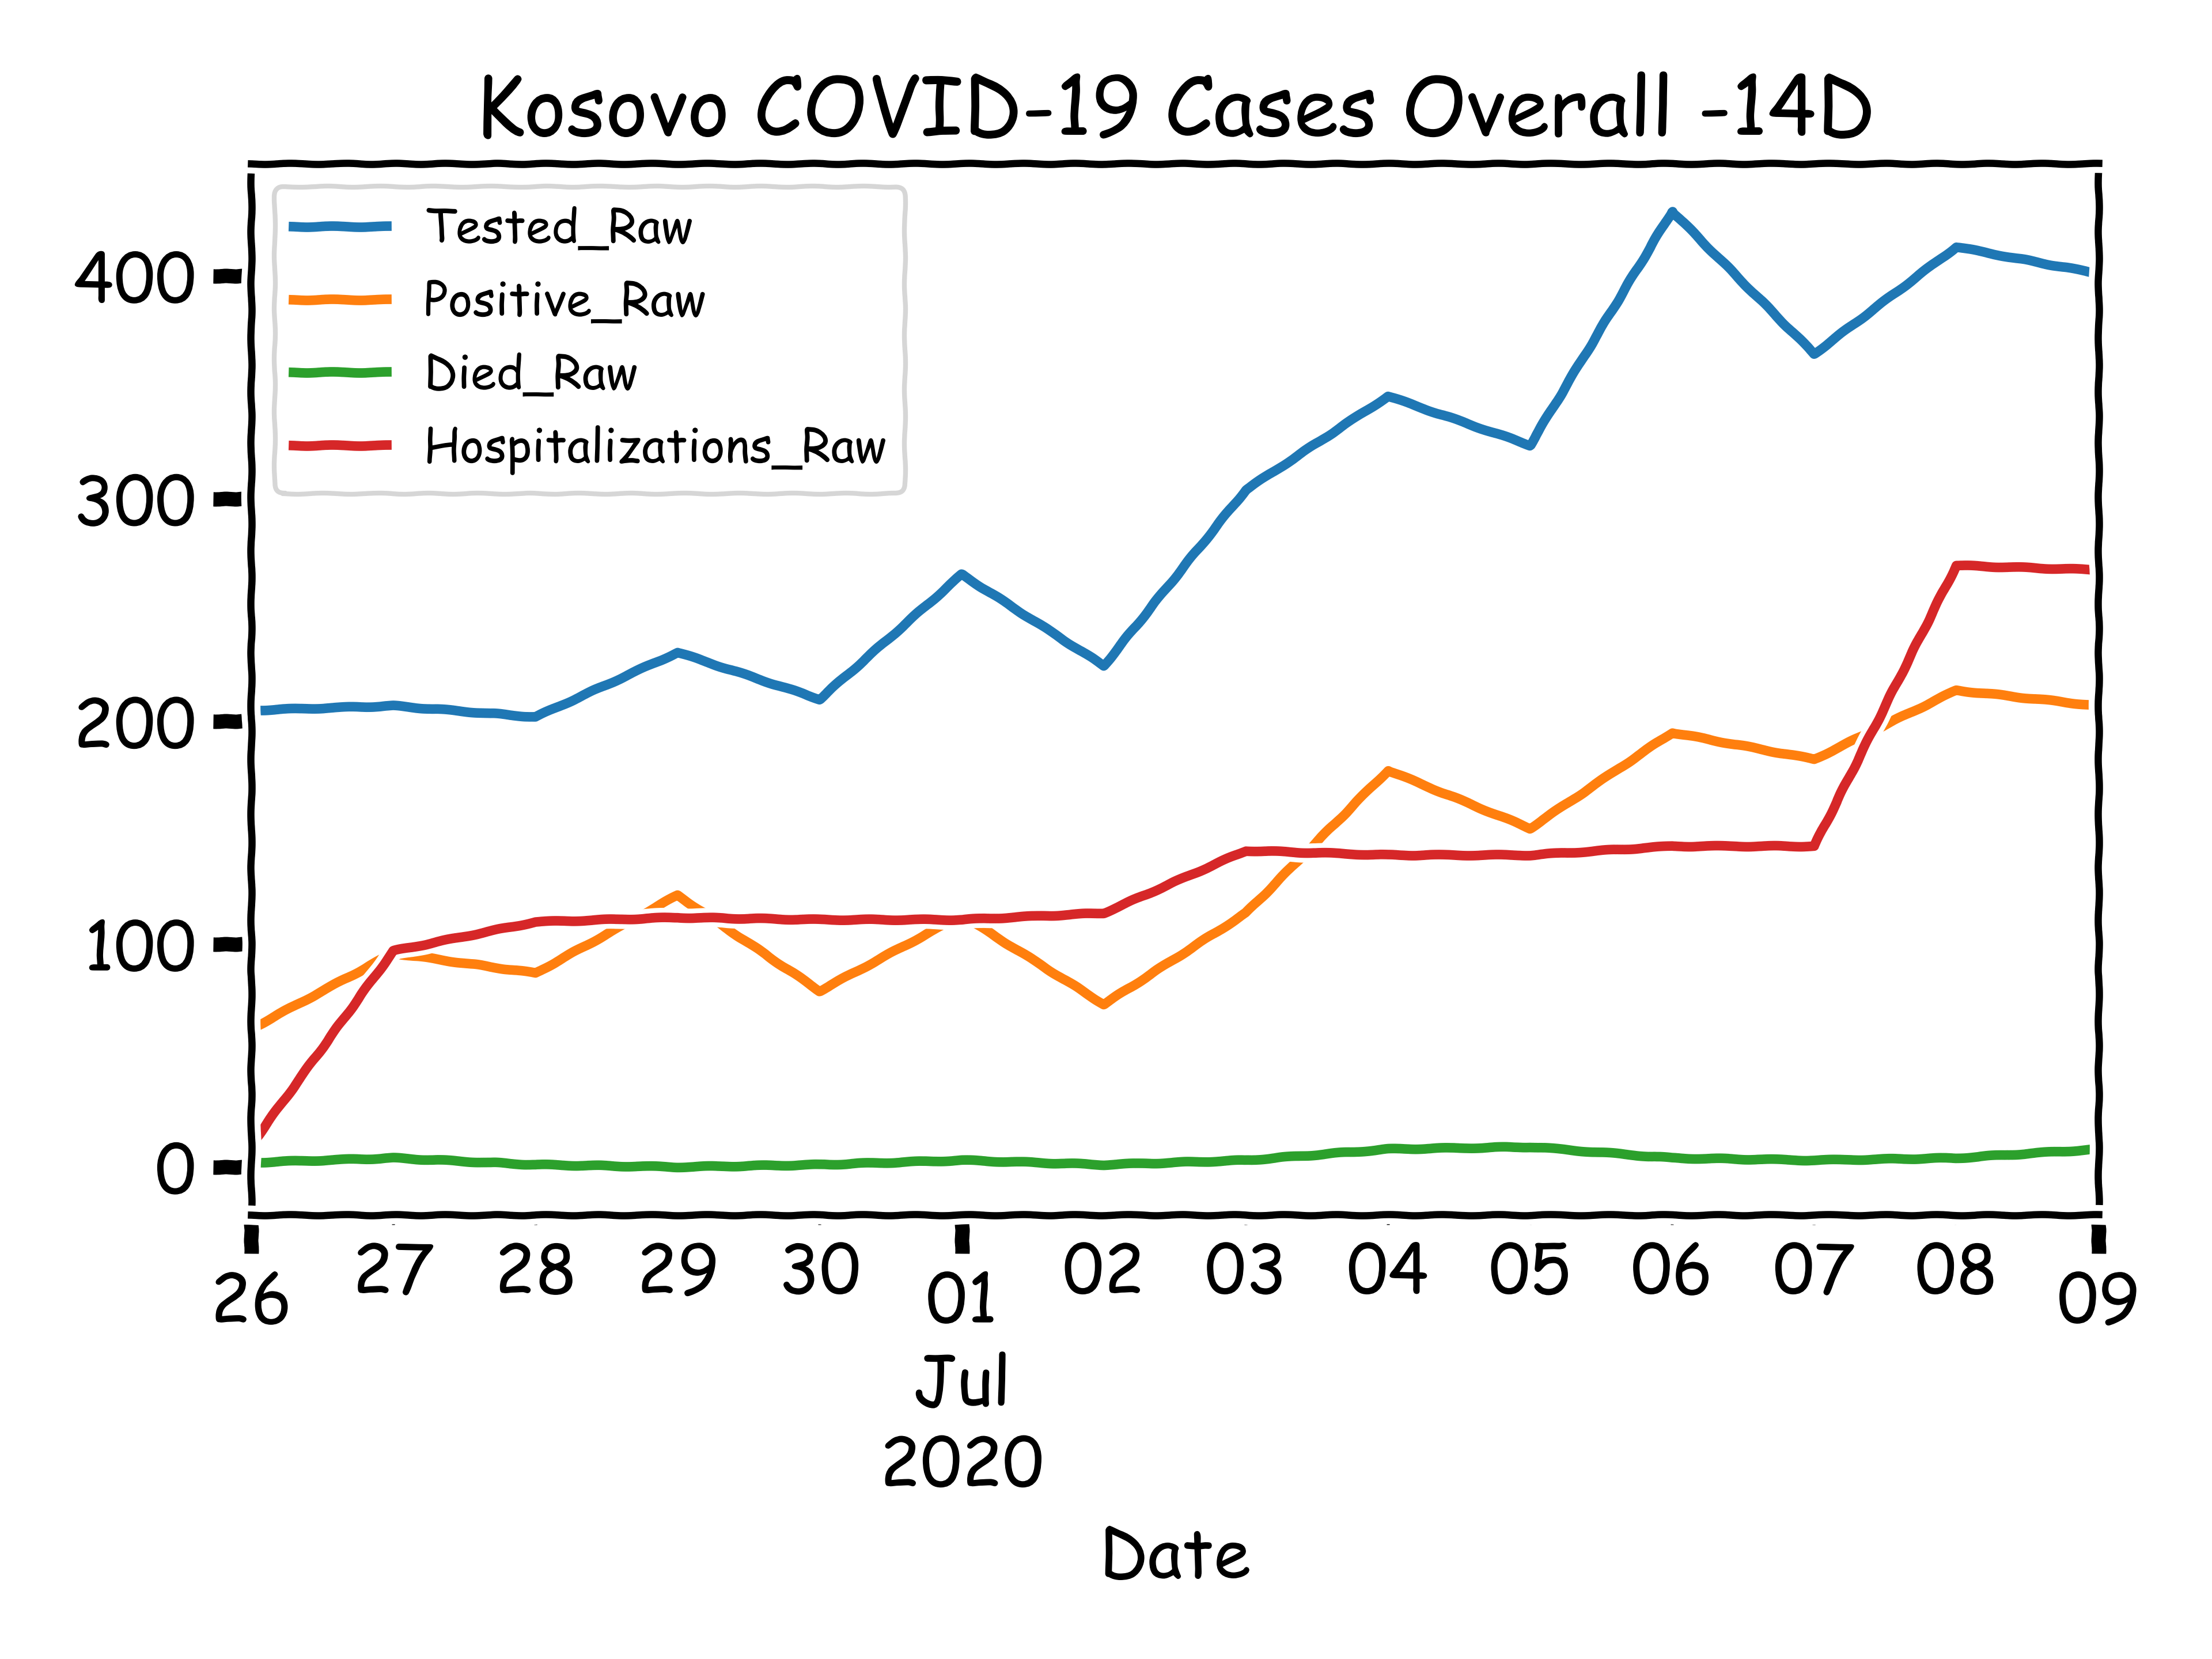 Kosovo COVID-19 Cases Overall -14D
Tested_Raw
Positive_Raw
Died_Raw
Hospitalizations_Raw
400
300
200
100
0
26 27 28 29 30 01 02 03 04 05 06 07 08 09
Jul
2020
Date